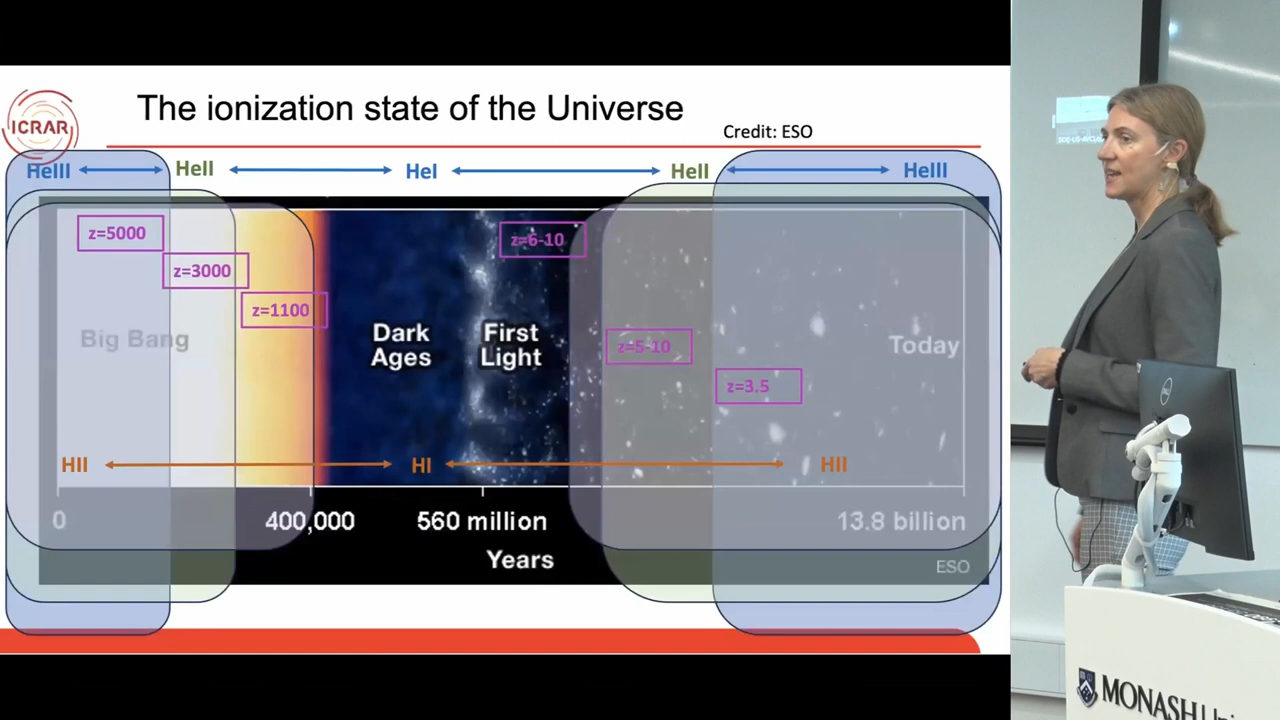 The ionization state of the Universe
Credit: ESO
ICRAR
HeIII HeII HeI HeII HeIII
z=5000
z=6-10
z=3000
z=1100
Big Bang
Dark
Ages
First
Light
z=5-10
Today
z=3.5
HII HI HII
0 400,000 560 million 13.8 billion
Years
ESO
DELL
MONASH